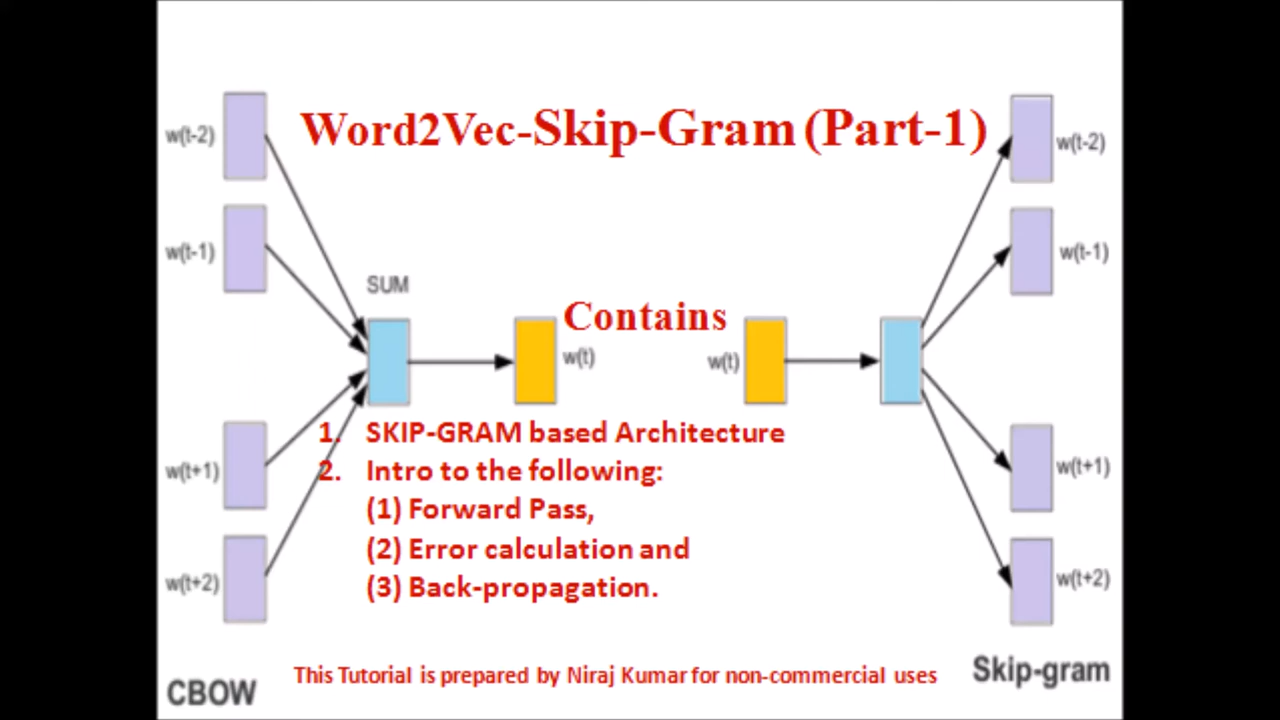 Word2Vec-Skip-Gram (Part-1)
w(t-2)
w(t-2)
w(t-1)
w(t-1)
SUM
Contains
w(t)
w(t)
1. SKIP-GRAM based Architecture
2. Intro to the following:
(1) Forward Pass,
(2) Error calculation and
(3) Back-propagation.
w(t+1)
w(t+1)
w(t+2)
w(t+2)
This Tutorial is prepared by Niraj Kumar for non-commercial uses
CBOW
Skip-gram